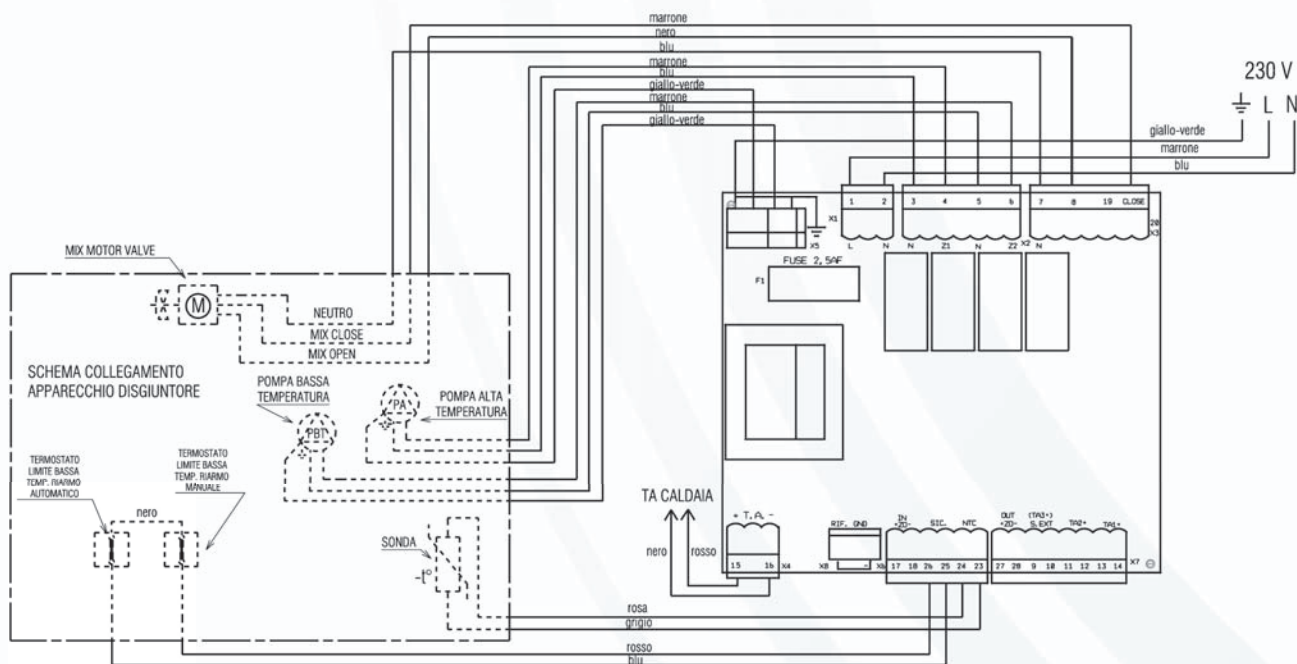 marrone
nero
blu
marrone
blu
giallo-verde
marrone
blu
giallo-verde
230 V
L N
giallo-verde
marrone
blu
1 2 3 4 5 6 7 8 19 CLOSE
20
X1 X2 X3
L N N Z1 N Z2 N
X5
FUSE 2,5AF
F1
MIX MOTOR VALVE
M
NEUTRO
MIX CLOSE
MIX OPEN
SCHEMA COLLEGAMENTO
APPARECCHIO DISGIUNTORE
POMPA BASSA
TEMPERATURA
PBT
PA
POMPA ALTA
TEMPERATURA
TERMOSTATO
LIMITE BASSA
TEMP. RIARMO
AUTOMATICO
TERMOSTATO
LIMITE BASSA
TEMP. RIARMO
MANUALE
nero
SONDA
-t°
TA CALDAIA
+ T.A. -
nero
rosso
15 16 X4
RIF. GND
X8 - X6
IN
+ZO- SIC. NTC
17 18 26 25 24 23
OUT (TA3+)
+ZO- S.EXT TA2+ TA1+
27 28 9 10 11 12 13 14 X7
rosa
grigio
rosso
blu